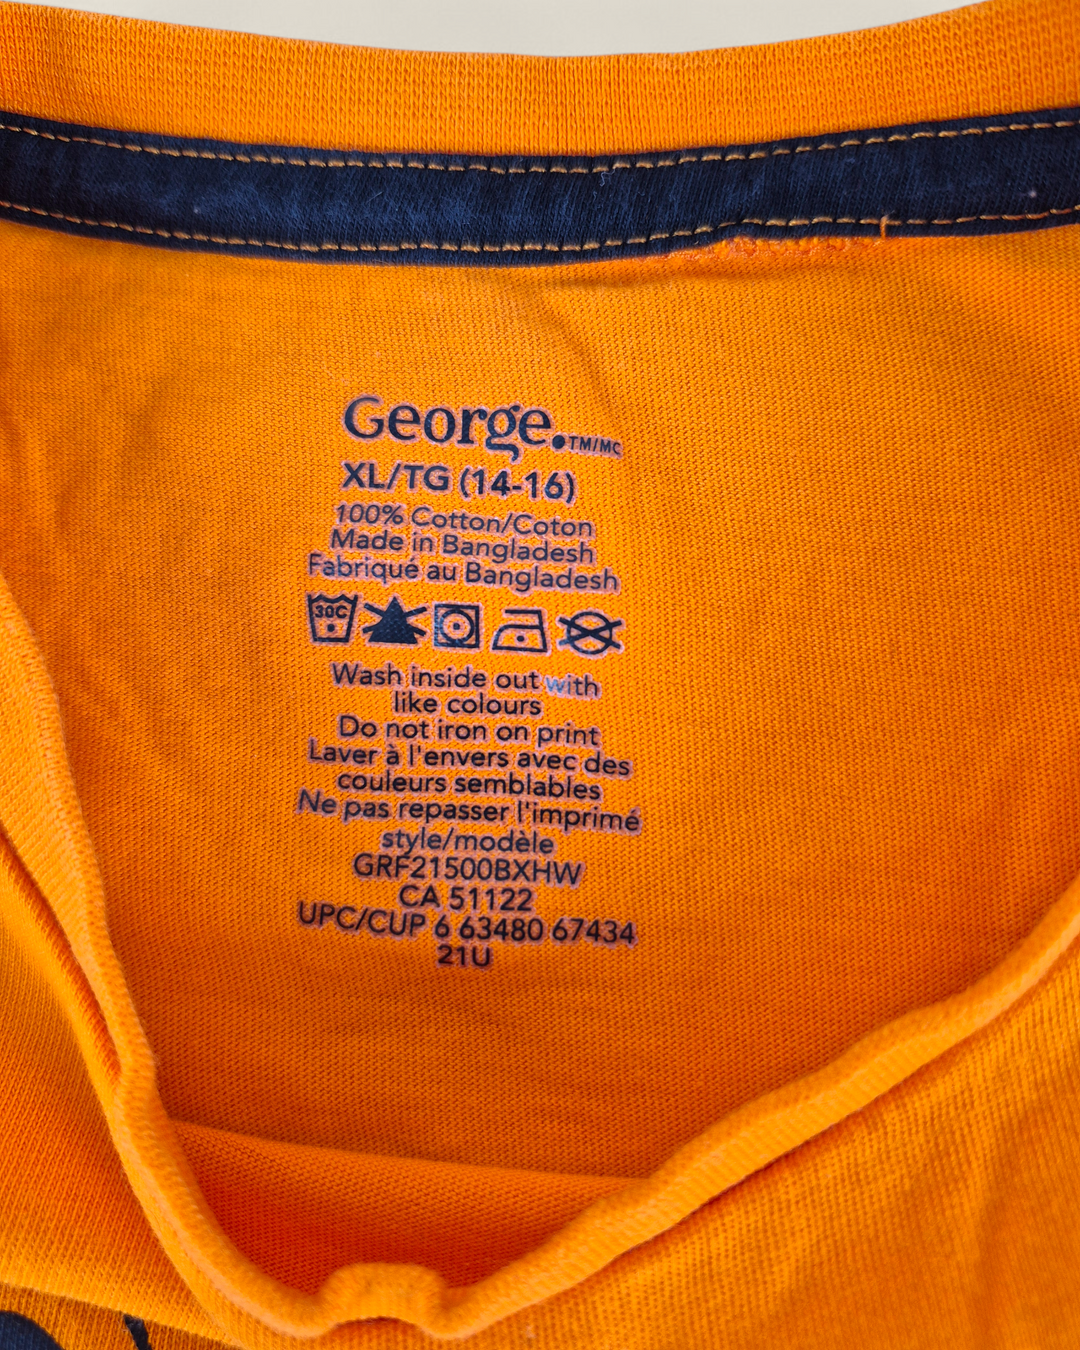 George.TM/MC
XL/TG (14-16)
100% Cotton/Coton
Made in Bangladesh
Fabriqué au Bangladesh
30C
Wash inside out with
like colours
Do not iron on print
Laver à l'envers avec des
couleurs semblables
Ne pas repasser l'imprimé
style/modèle
GRF21500BXHW
CA 51122
UPC/CUP 6 63480 67434
21U